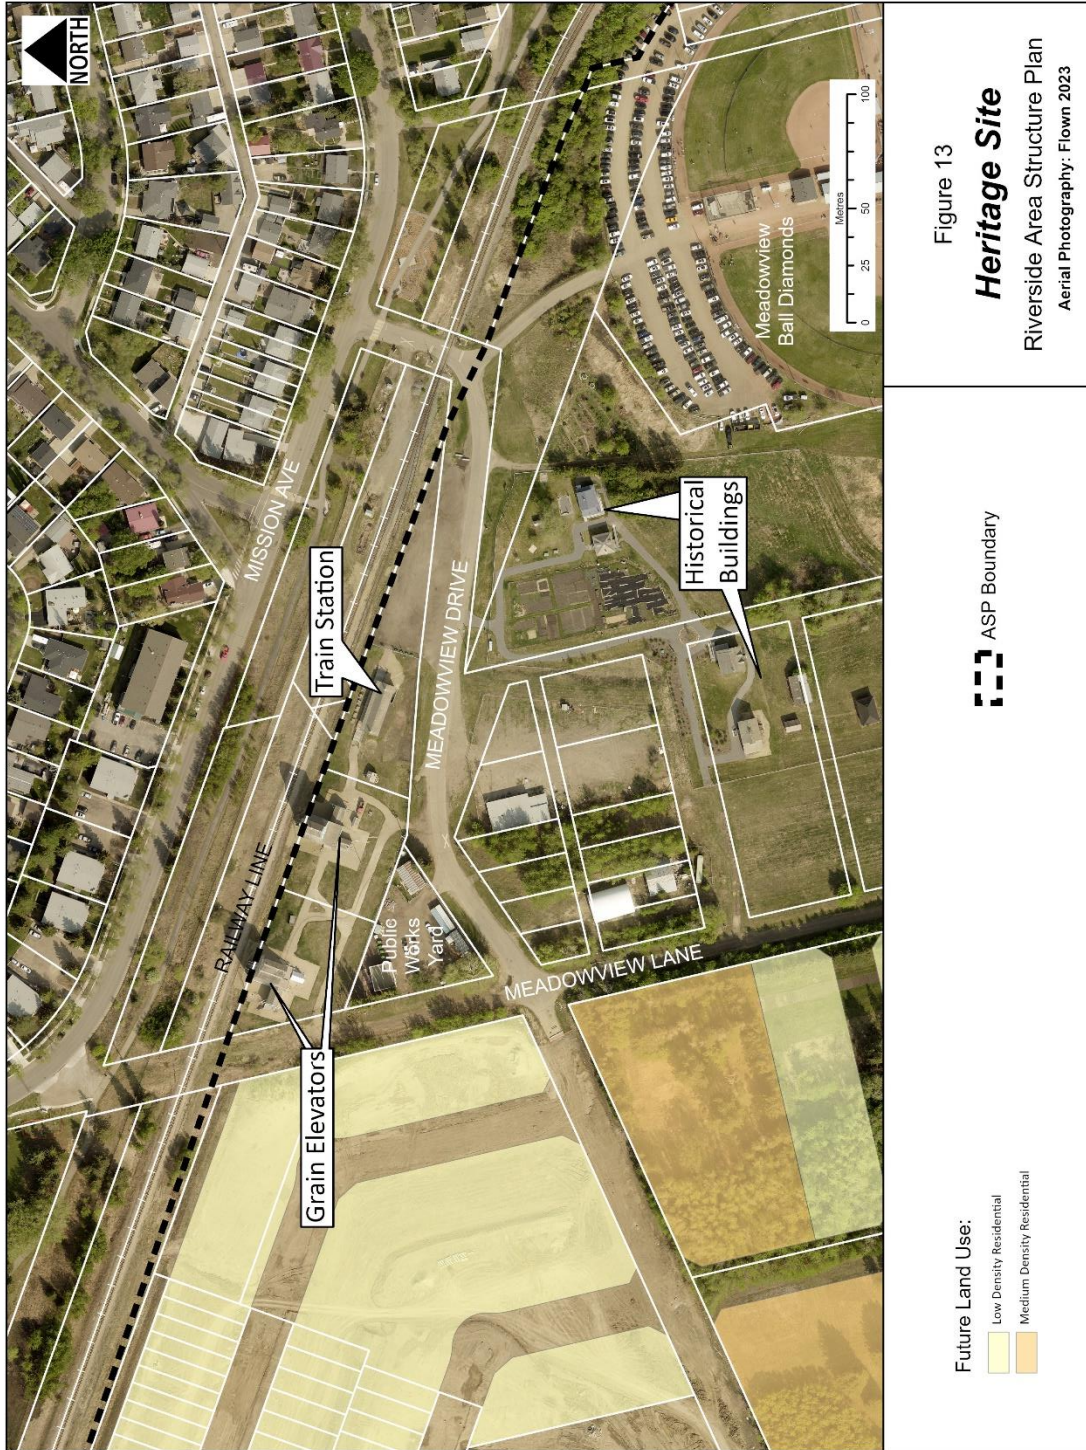 NORTH
MISSION AVE
RAILWAY LINE
Train Station
MEADOWVIEW DRIVE
Grain Elevators
Public
Works
Yard
MEADOWVIEW LANE
Historical
Buildings
Meadowview
Ball Diamonds
Metres
0 25 50 100
Future Land Use:
Low Density Residential
Medium Density Residential
ASP Boundary
Figure 13
Heritage Site
Riverside Area Structure Plan
Aerial Photography: Flown 2023